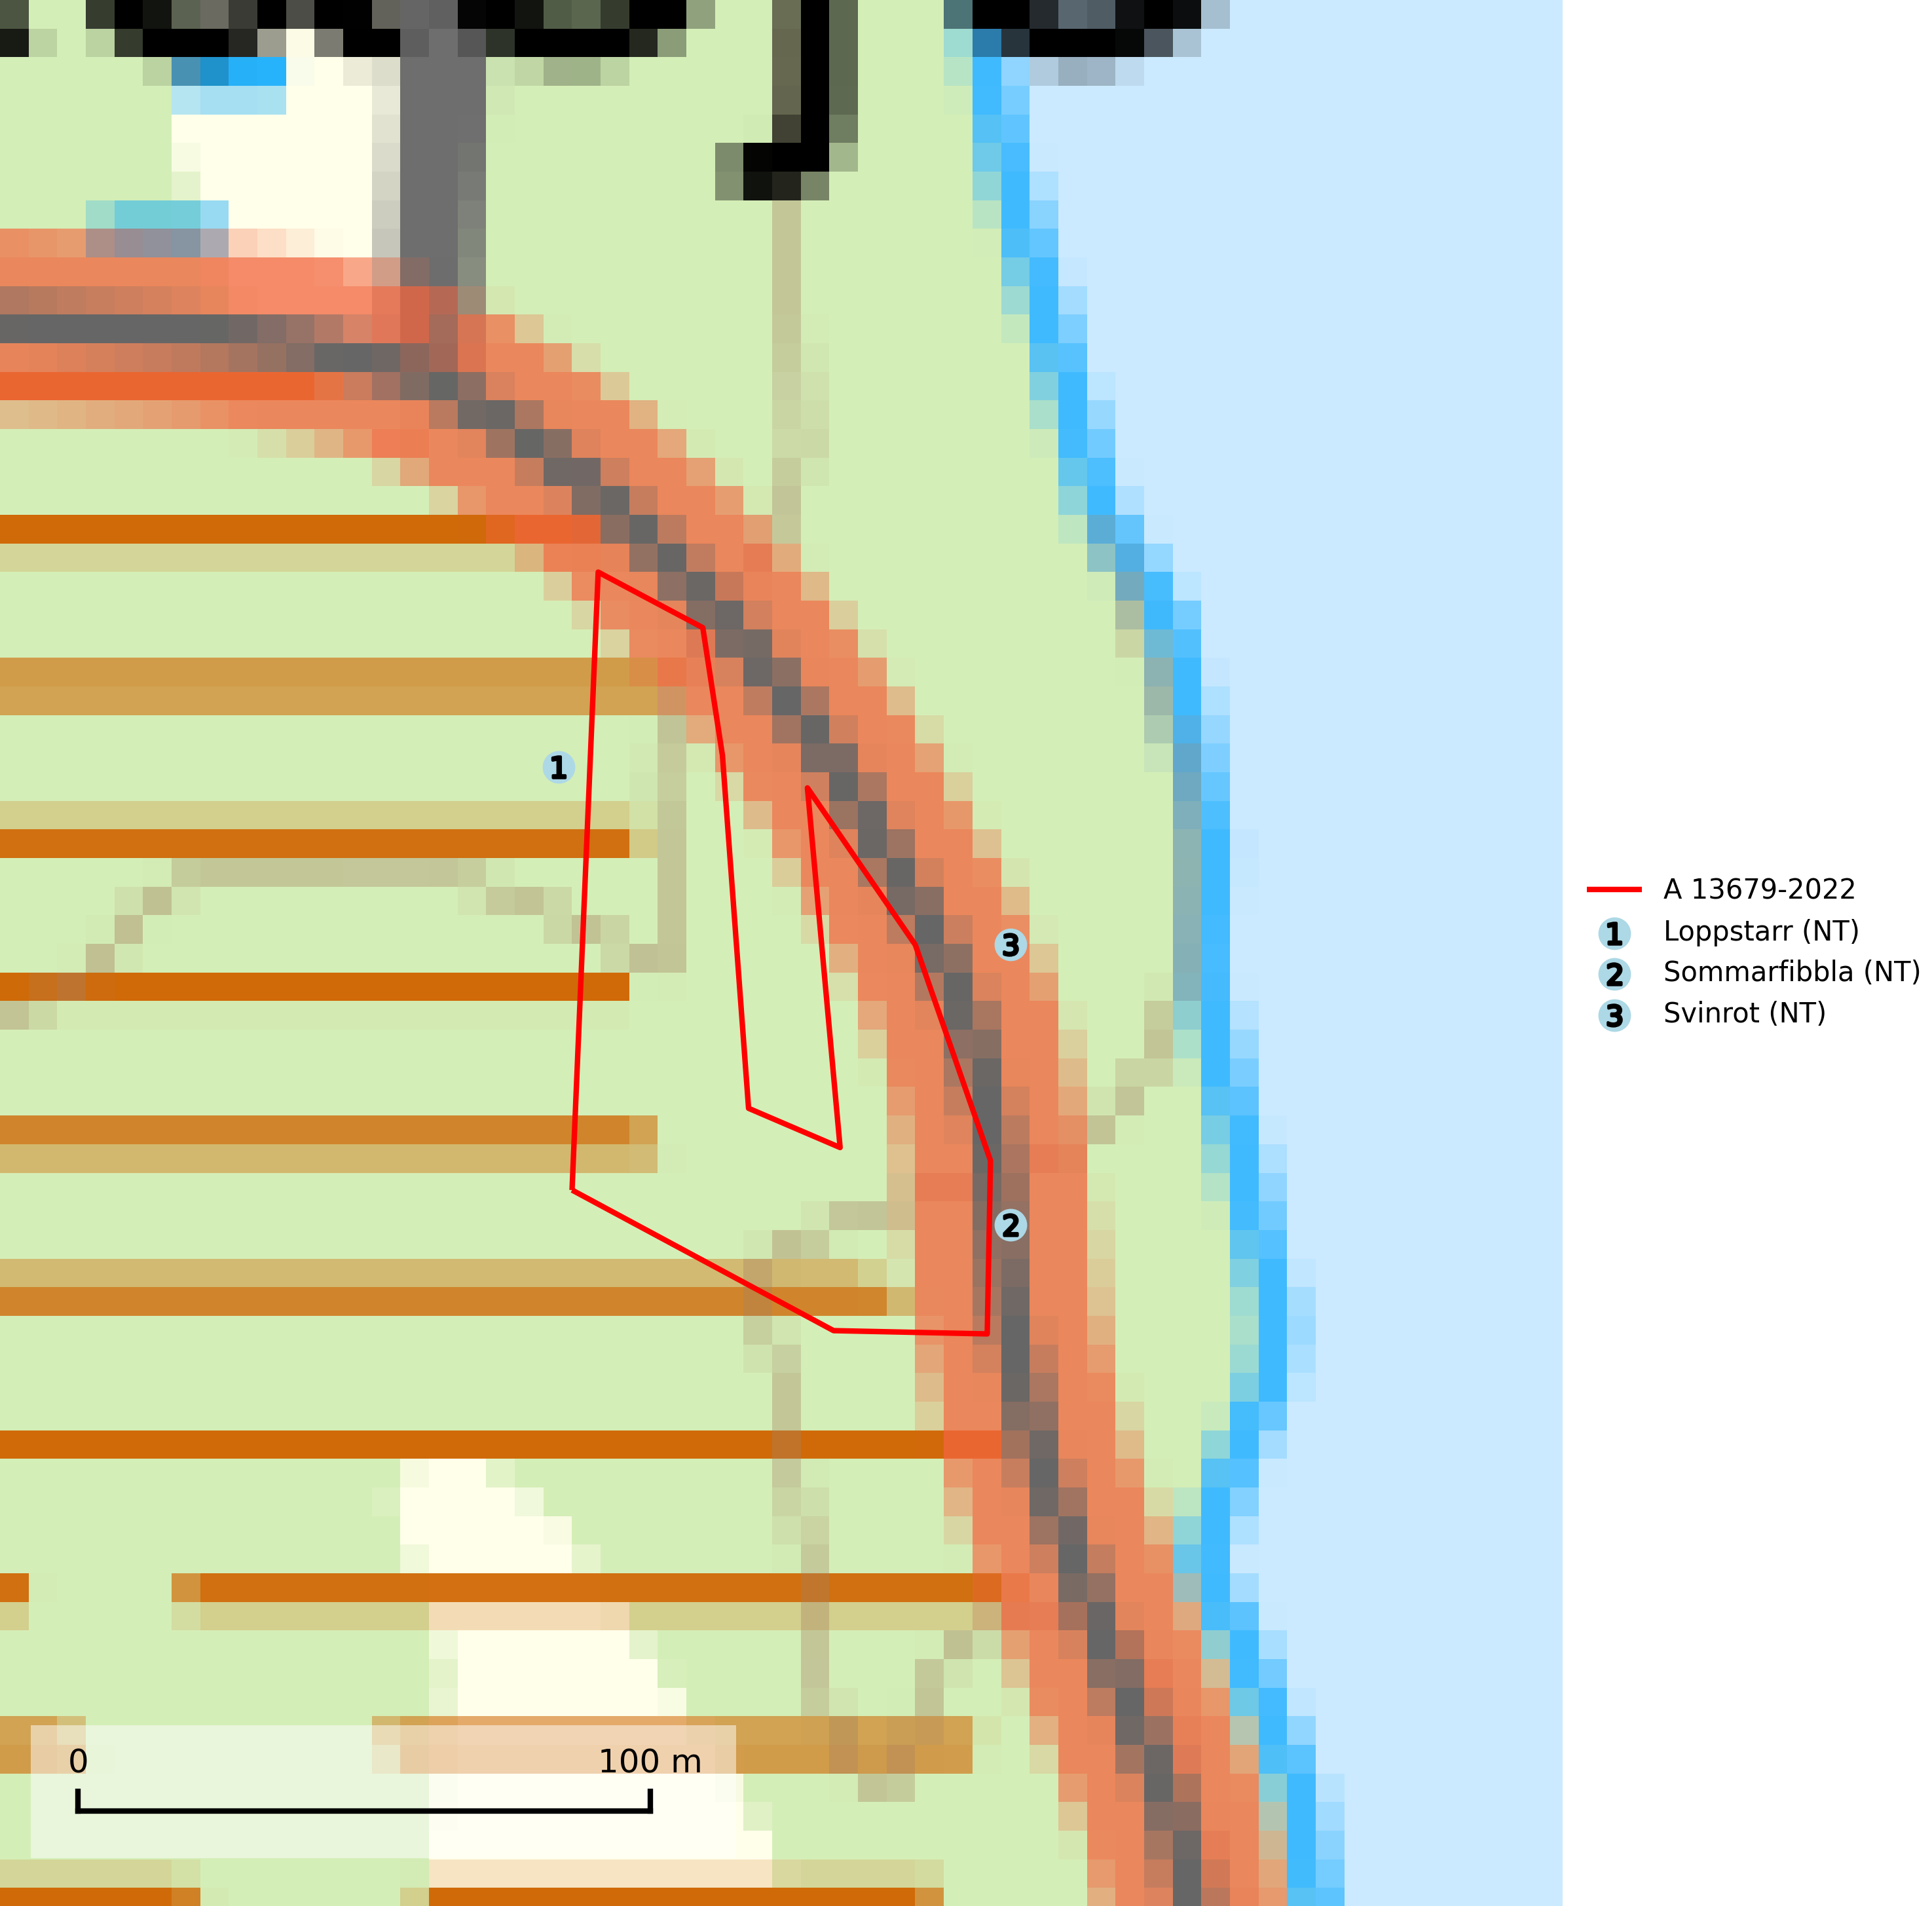 1
3
2
A 13679-2022
1 Loppstarr (NT)
2 Sommarfibbla (NT)
3 Svinrot (NT)
0 100 m